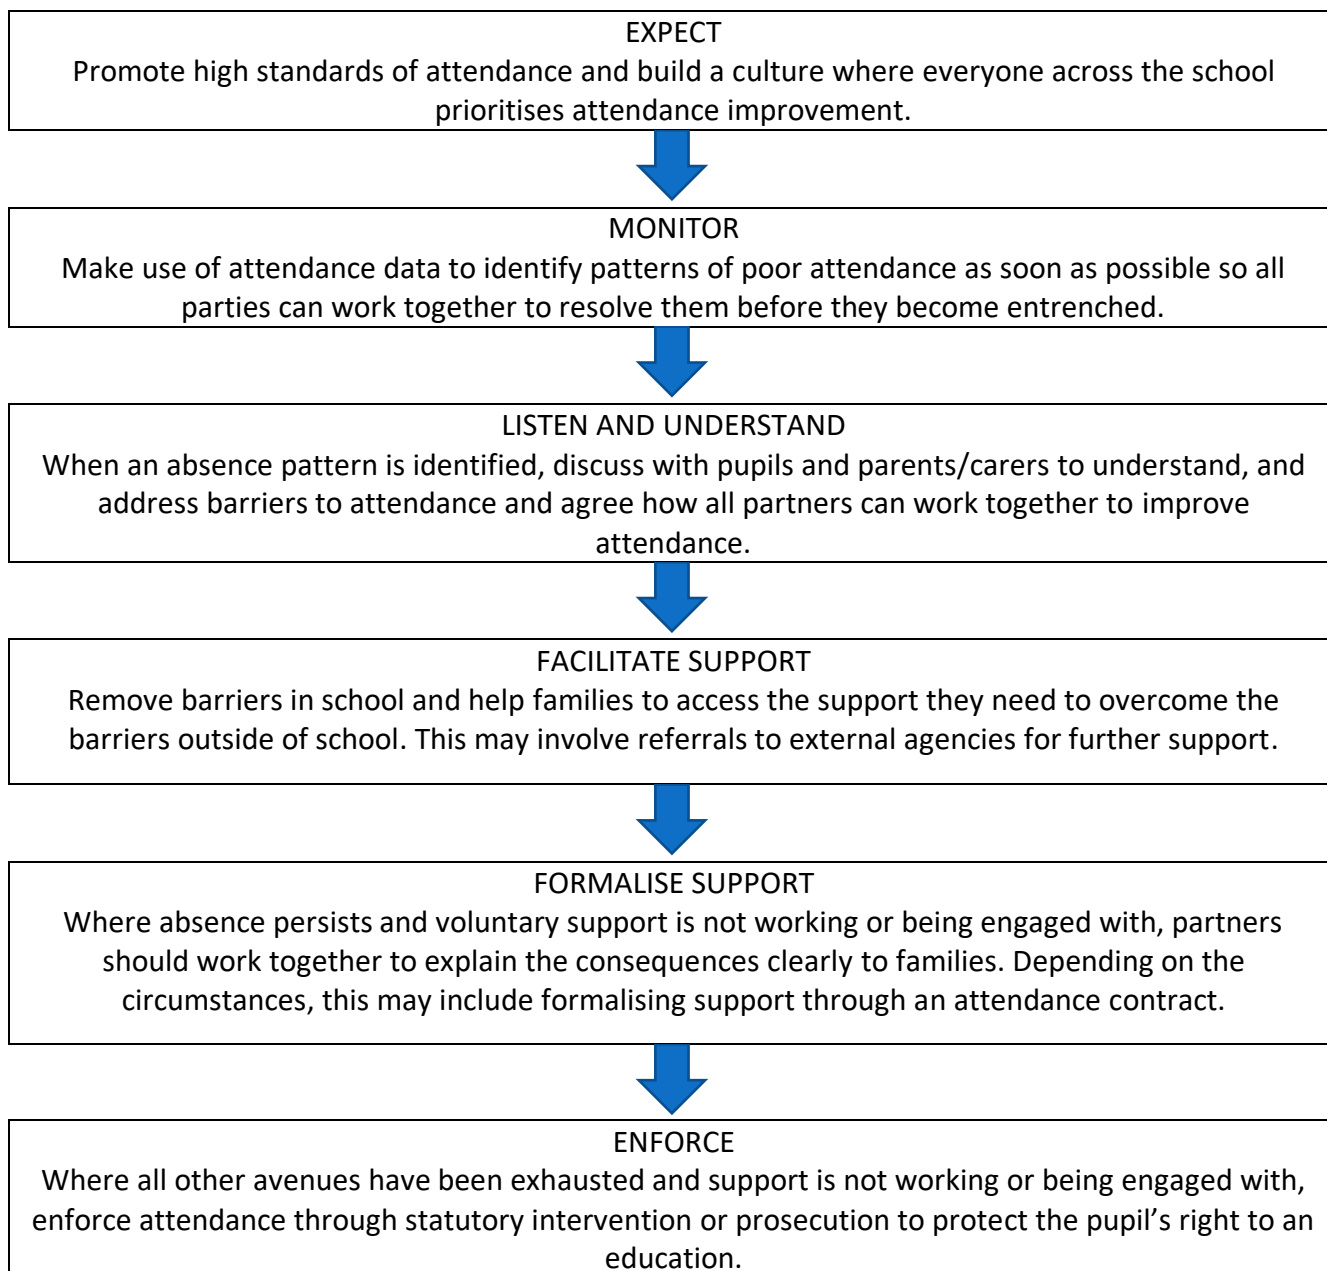 EXPECT
Promote high standards of attendance and build a culture where everyone across the school
prioritises attendance improvement.
MONITOR
Make use of attendance data to identify patterns of poor attendance as soon as possible so all
parties can work together to resolve them before they become entrenched.
LISTEN AND UNDERSTAND
When an absence pattern is identified, discuss with pupils and parents/carers to understand, and
address barriers to attendance and agree how all partners can work together to improve
attendance.
FACILITATE SUPPORT
Remove barriers in school and help families to access the support they need to overcome the
barriers outside of school. This may involve referrals to external agencies for further support.
FORMALISE SUPPORT
Where absence persists and voluntary support is not working or being engaged with, partners
should work together to explain the consequences clearly to families. Depending on the
circumstances, this may include formalising support through an attendance contract.
ENFORCE
Where all other avenues have been exhausted and support is not working or being engaged with,
enforce attendance through statutory intervention or prosecution to protect the pupil’s right to an
education.